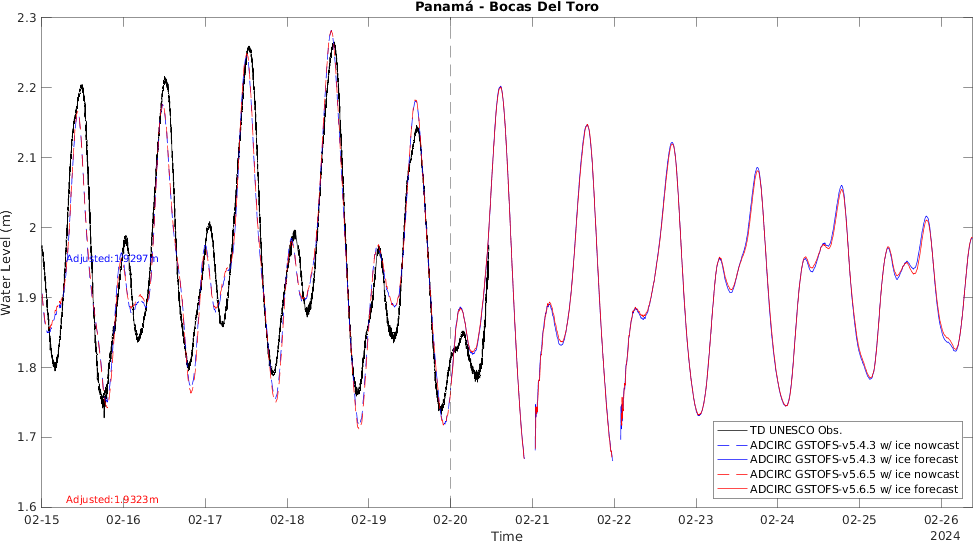 Panamá - Bocas Del Toro
Water Level (m)
2.3
2.2
2.1
2
1.9
1.8
1.7
1.6
Adjusted:1.9297m
Adjusted:1.9323m
TD UNESCO Obs.
ADCIRC GSTOFS-v5.4.3 w/ ice nowcast
ADCIRC GSTOFS-v5.4.3 w/ ice forecast
ADCIRC GSTOFS-v5.6.5 w/ ice nowcast
ADCIRC GSTOFS-v5.6.5 w/ ice forecast
02-15 02-16 02-17 02-18 02-19 02-20 02-21 02-22 02-23 02-24 02-25 02-26
2024
Time